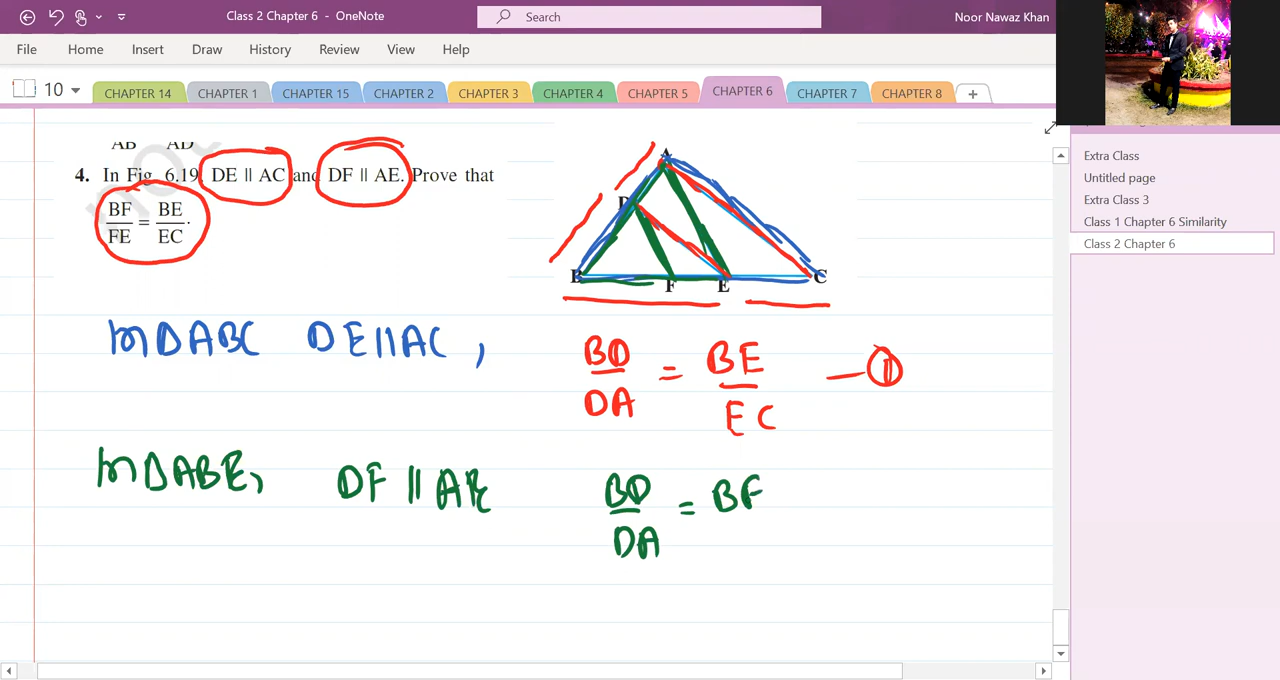 Class 2 Chapter 6 - OneNote
Search
Noor Nawaz Khan
File Home Insert Draw History Review View Help
10 CHAPTER 14 CHAPTER 1 CHAPTER 15 CHAPTER 2 CHAPTER 3 CHAPTER 4 CHAPTER 5 CHAPTER 6 CHAPTER 7 CHAPTER 8 +
Extra Class
Untitled page
Extra Class 3
Class 1 Chapter 6 Similarity
Class 2 Chapter 6
AB AD
4. In Fig. 6.19, DE || AC and DF || AE. Prove that
BF/FE = BE/EC.
A
D
B F E C
In ΔABC DE || AC, BD/DA = BE/EC — ①
In ΔABE, DF || AE BD/DA = BF